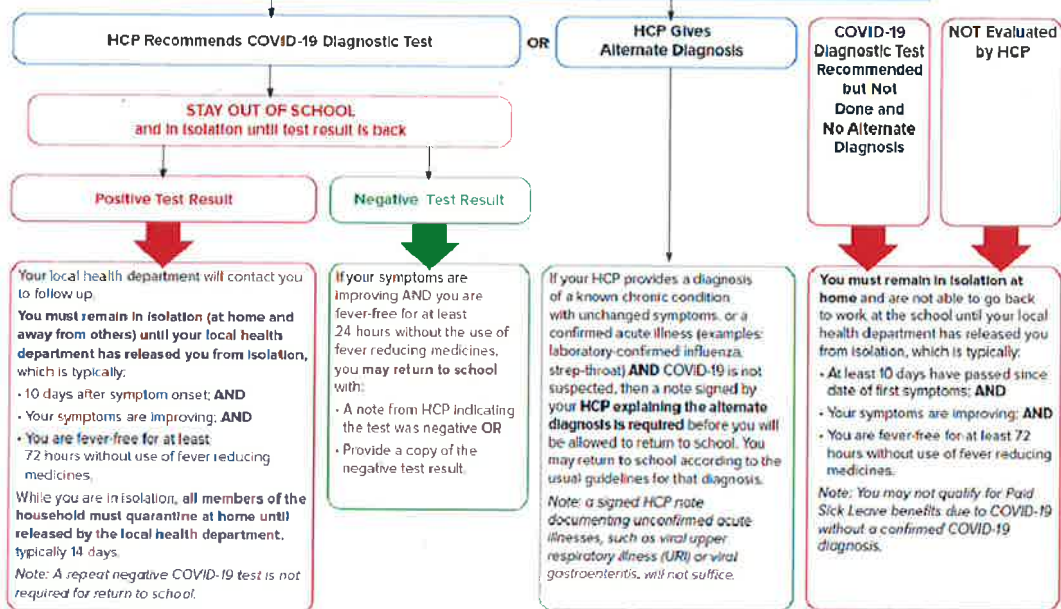 HCP Recommends COVID-19 Diagnostic Test
OR
HCP Gives
Alternate Diagnosis
COVID-19
Diagnostic Test
Recommended
but Not
Done and
No Alternate
Diagnosis
NOT Evaluated
by HCP
STAY OUT OF SCHOOL
and in isolation until test result is back
Positive Test Result
Negative Test Result
Your local health department will contact you
to follow up.
You must remain in isolation (at home and
away from others) until your local health
department has released you from isolation,
which is typically:
• 10 days after symptom onset; AND
• Your symptoms are improving; AND
• You are fever-free for at least
72 hours without use of fever reducing
medicines.
While you are in isolation, all members of the
household must quarantine at home until
released by the local health department,
typically 14 days.
Note: A repeat negative COVID-19 test is not
required for return to school.
If your symptoms are
improving AND you are
fever-free for at least
24 hours without the use of
fever reducing medicines,
you may return to school
with:
• A note from HCP indicating
the test was negative OR
• Provide a copy of the
negative test result.
If your HCP provides a diagnosis
of a known chronic condition
with unchanged symptoms, or a
confirmed acute illness (examples:
laboratory-confirmed influenza,
strep-throat) AND COVID-19 is not
suspected, then a note signed by
your HCP explaining the alternate
diagnosis is required before you will
be allowed to return to school. You
may return to school according to the
usual guidelines for that diagnosis.
Note: a signed HCP note
documenting unconfirmed acute
illnesses, such as viral upper
respiratory illness (URI) or viral
gastroenteritis, will not suffice.
You must remain in isolation at
home and are not able to go back
to work at the school until your local
health department has released you
from isolation, which is typically:
• At least 10 days have passed since
date of first symptoms; AND
• Your symptoms are improving; AND
• You are fever-free for at least 72
hours without use of fever reducing
medicines.
Note: You may not qualify for Paid
Sick Leave benefits due to COVID-19
without a confirmed COVID-19
diagnosis.